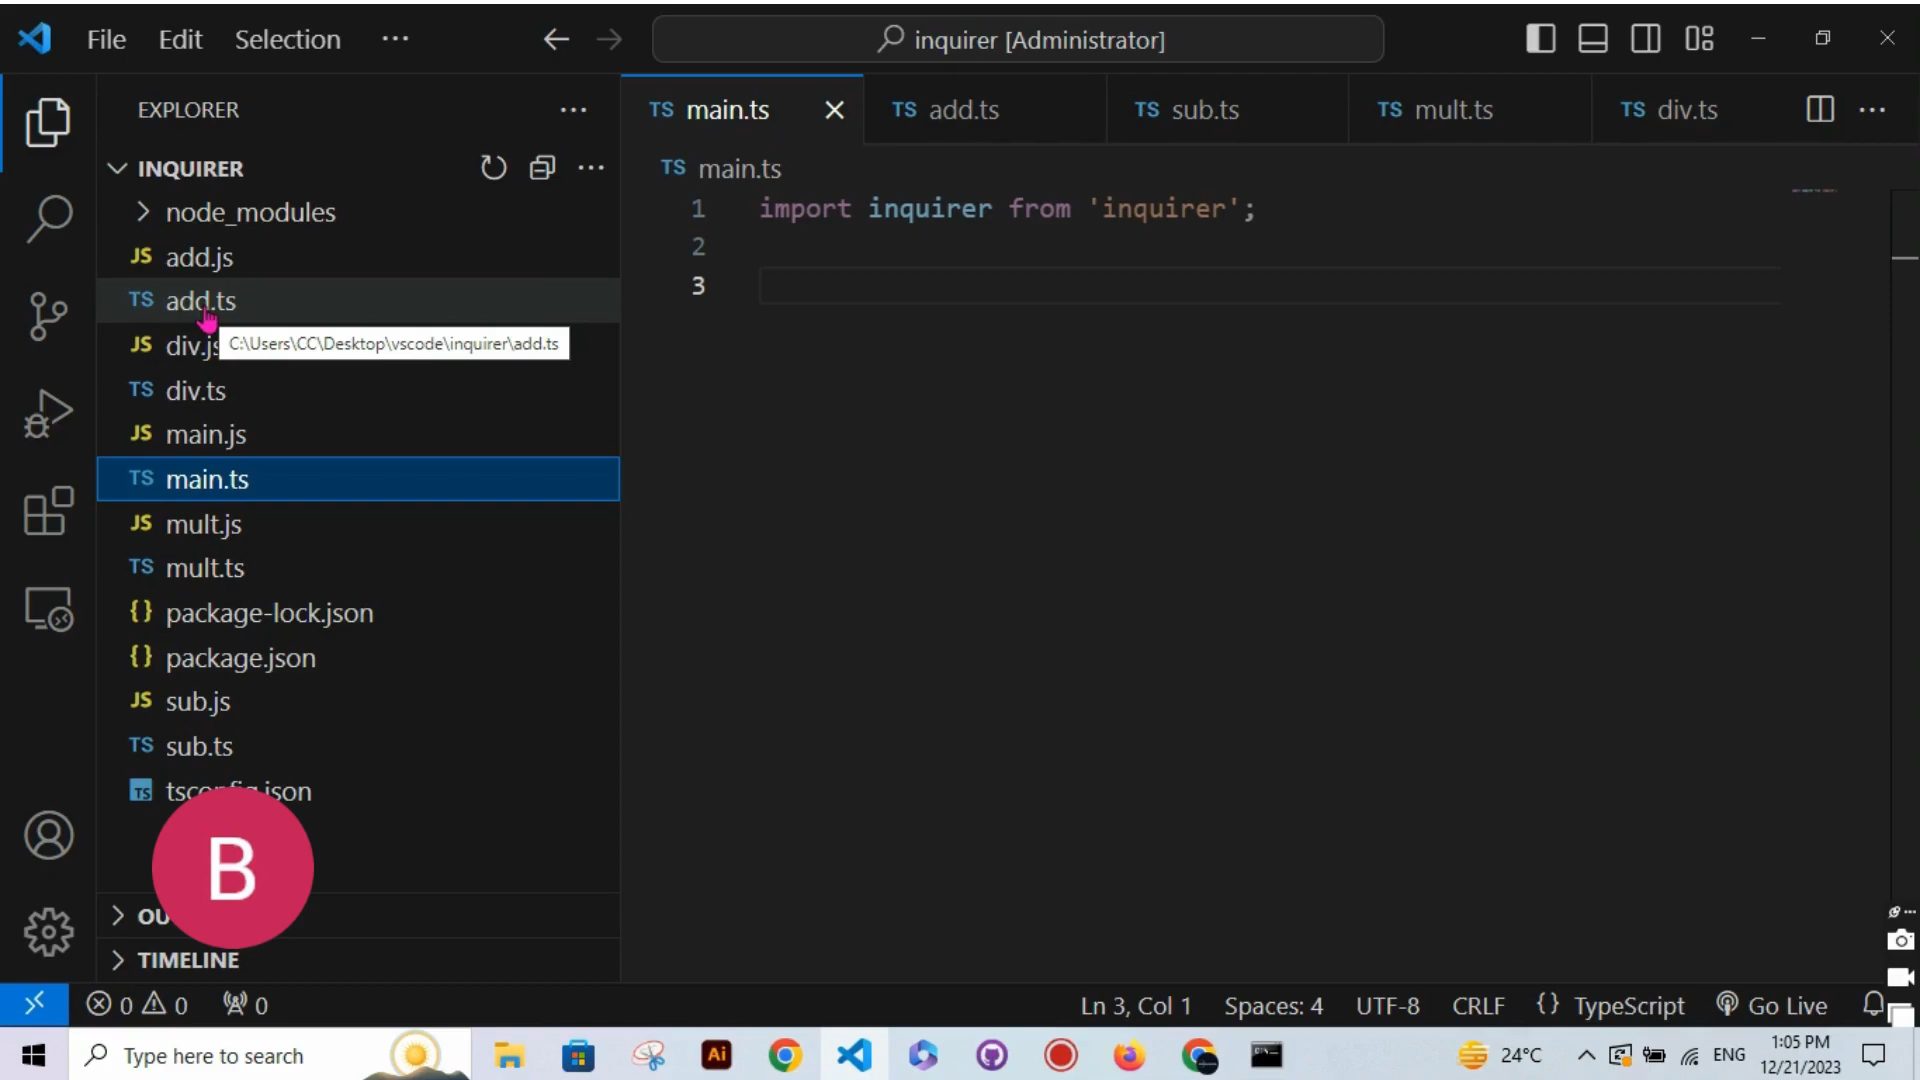 File Edit Selection ···
inquirer [Administrator]
EXPLORER
INQUIRER
node_modules
JS add.js
TS add.ts
C:\Users\CC\Desktop\vscode\inquirer\add.ts
JS div.js
TS div.ts
JS main.js
TS main.ts
JS mult.js
TS mult.ts
{} package-lock.json
{} package.json
JS sub.js
TS sub.ts
TS tsconfig.json
B
OU
TIMELINE
TS main.ts TS add.ts TS sub.ts TS mult.ts TS div.ts
TS main.ts
1 import inquirer from 'inquirer';
2
3
0 0 0
Ln 3, Col 1 Spaces: 4 UTF-8 CRLF {} TypeScript Go Live
Type here to search
Ai
24°C
ENG
1:05 PM
12/21/2023